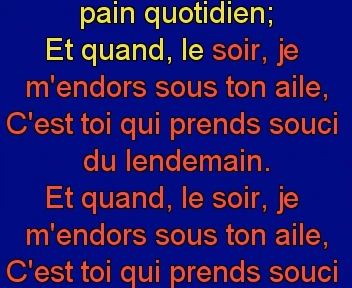 pain quotidien;
Et quand, le soir, je
m'endors sous ton aile,
C'est toi qui prends souci
du lendemain.
Et quand, le soir, je
m'endors sous ton aile,
C'est toi qui prends souci